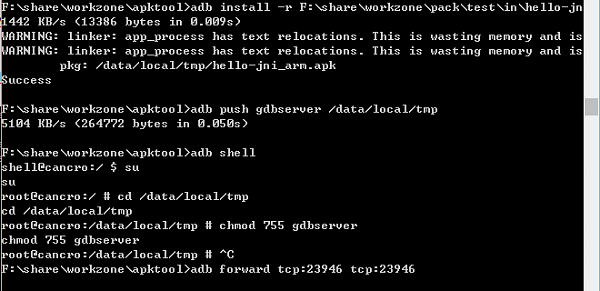 F:\share\workzone\apktool>adb install -r F:\share\workzone\pack\test\in\hello-jn
1442 KB/s (13386 bytes in 0.009s)
WARNING: linker: app_process has text relocations. This is wasting memory and is
WARNING: linker: app_process has text relocations. This is wasting memory and is
pkg: /data/local/tmp/hello-jni_arm.apk
Success
F:\share\workzone\apktool>adb push gdbserver /data/local/tmp
5104 KB/s (264772 bytes in 0.050s)
F:\share\workzone\apktool>adb shell
shell@cancro:/ $ su
su
root@cancro:/ # cd /data/local/tmp
cd /data/local/tmp
root@cancro:/data/local/tmp # chmod 755 gdbserver
chmod 755 gdbserver
root@cancro:/data/local/tmp # ^C
F:\share\workzone\apktool>adb forward tcp:23946 tcp:23946